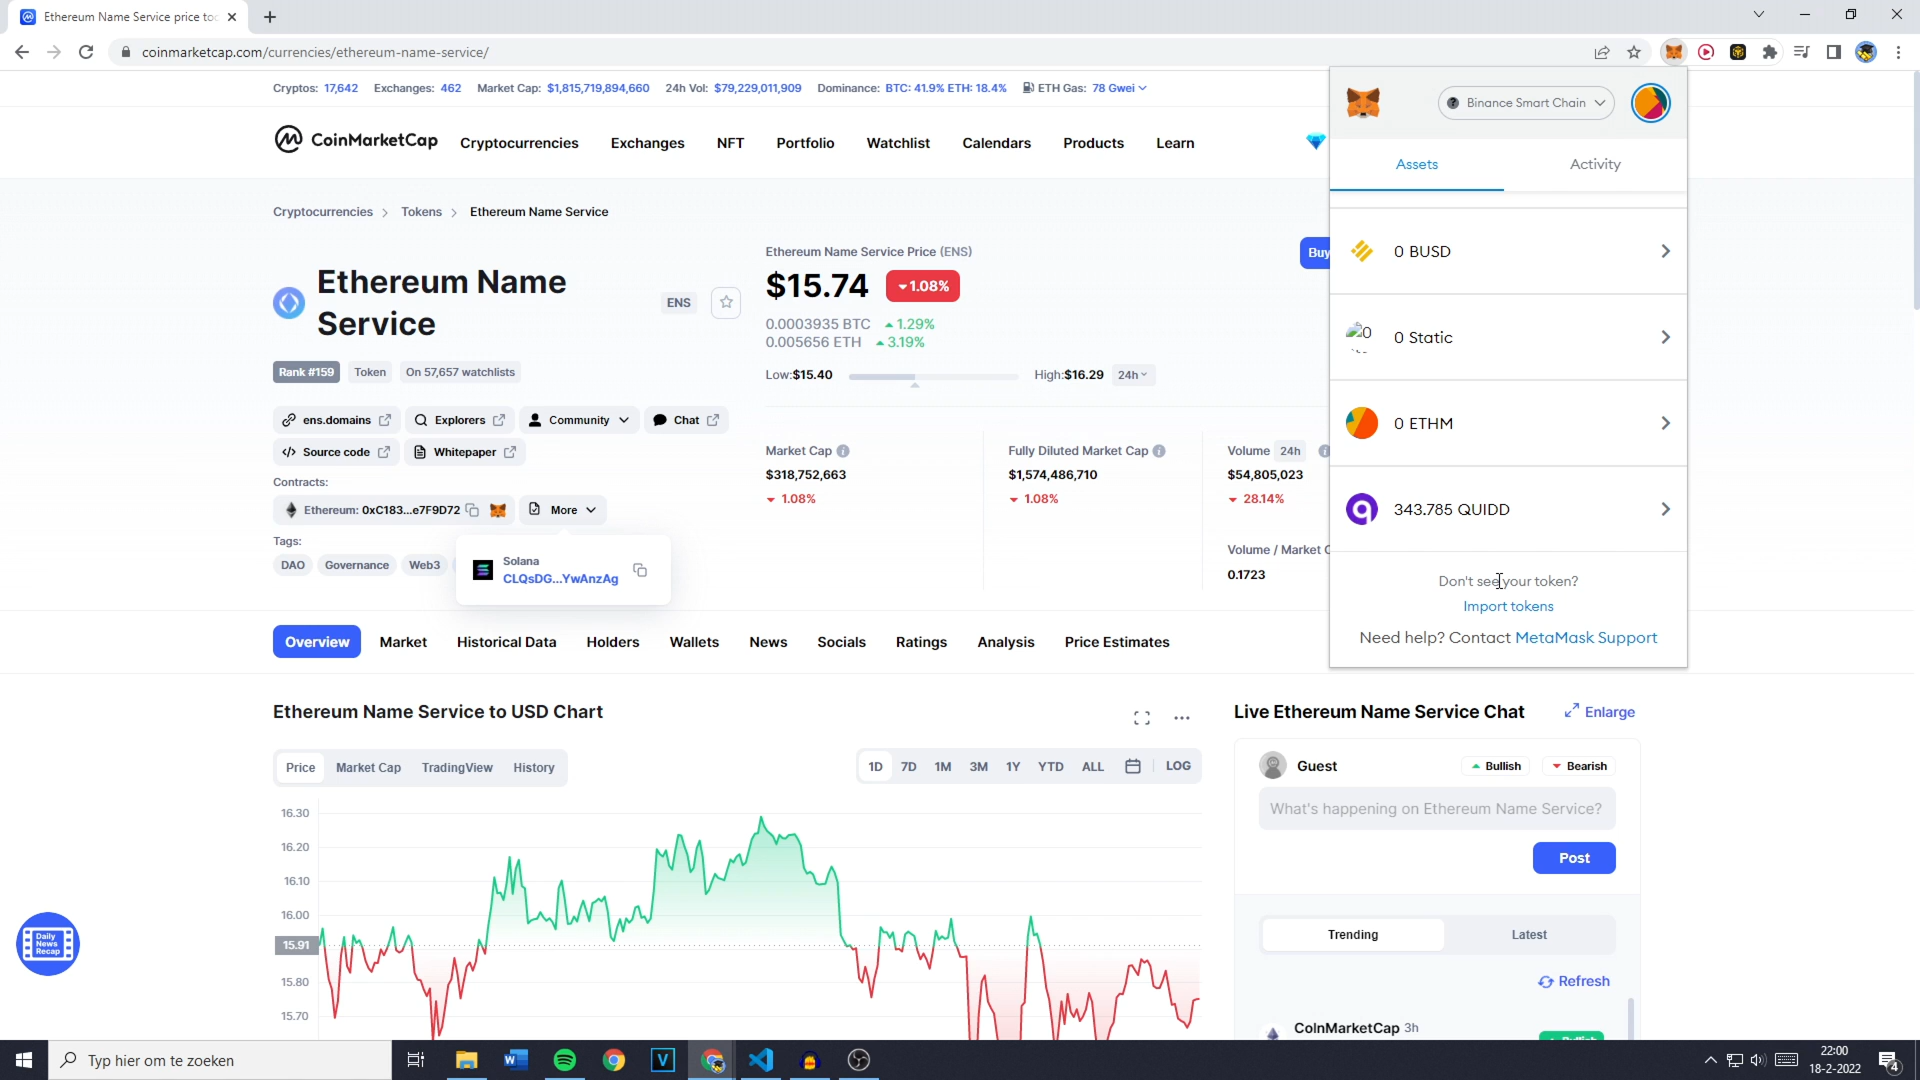 Ethereum Name Service price toc
coinmarketcap.com/currencies/ethereum-name-service/
Cryptos: 17,642 Exchanges: 462 Market Cap: $1,815,719,894,660 24h Vol: $79,229,011,909 Dominance: BTC: 41.9% ETH: 18.4% ETH Gas: 78 Gwei
CoinMarketCap Cryptocurrencies Exchanges NFT Portfolio Watchlist Calendars Products Learn
Binance Smart Chain
Assets Activity
0 BUSD
0 Static
0 ETHM
343.785 QUIDD
Don't see your token?
Import tokens
Need help? Contact MetaMask Support
Cryptocurrencies > Tokens > Ethereum Name Service
Ethereum Name
Service
ENS
Rank #159 Token On 57,657 watchlists
ens.domains Explorers Community Chat
Source code Whitepaper
Contracts:
Ethereum: 0xC183...e7F9D72 More
Tags:
DAO Governance Web3
Solana
CLQsDG...YwAnzAg
Ethereum Name Service Price (ENS)
$15.74 1.08%
Buy
0.0003935 BTC 1.29%
0.005656 ETH 3.19%
Low:$15.40 High:$16.29 24h
Market Cap
$318,752,663
1.08%
Fully Diluted Market Cap
$1,574,486,710
1.08%
Volume 24h
$54,805,023
28.14%
Volume / Market C
0.1723
Overview Market Historical Data Holders Wallets News Socials Ratings Analysis Price Estimates
Ethereum Name Service to USD Chart
Price Market Cap TradingView History
1D 7D 1M 3M 1Y YTD ALL LOG
16.30
16.20
16.10
16.00
15.91
15.80
15.70
Live Ethereum Name Service Chat Enlarge
Guest Bullish Bearish
What's happening on Ethereum Name Service?
Post
Trending Latest
Refresh
CoinMarketCap 3h
Daily
News
Recap
Typ hier om te zoeken
22:00
18-2-2022
4